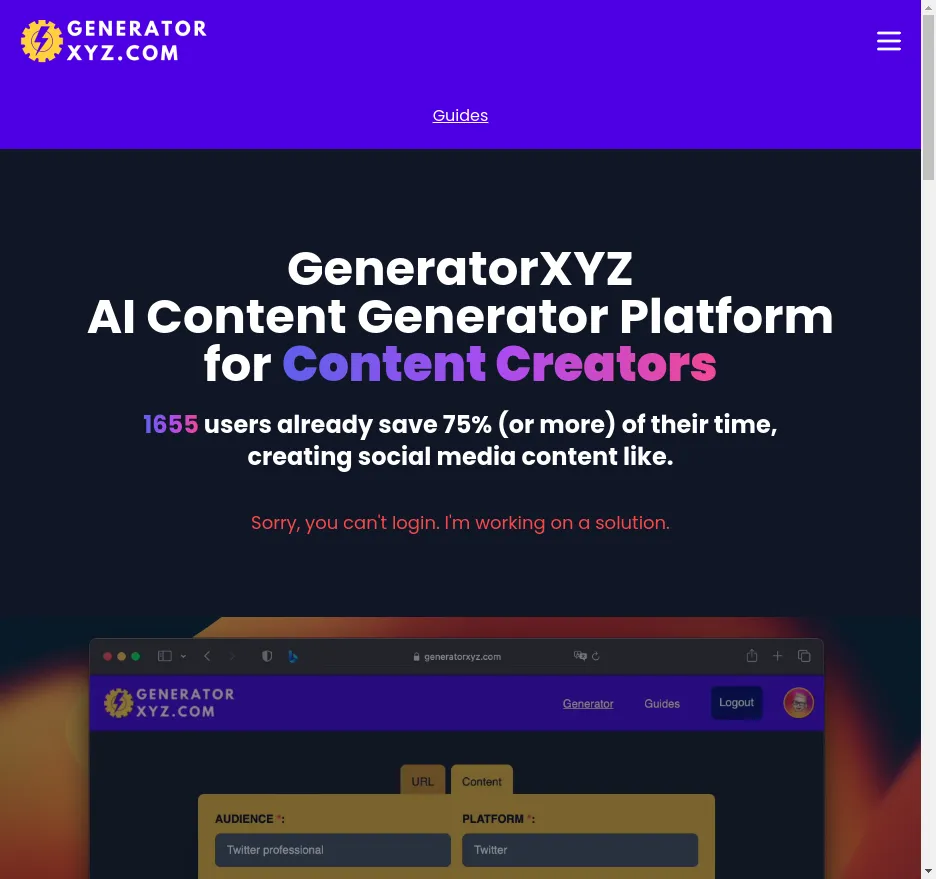 GENERATOR
XYZ.COM
Guides
GeneratorXYZ
AI Content Generator Platform
for Content Creators
1655 users already save 75% (or more) of their time,
creating social media content like.
Sorry, you can't login. I'm working on a solution.
generatorxyz.com
GENERATOR
XYZ.COM
Generator Guides Logout
URL Content
AUDIENCE *: PLATFORM *:
Twitter professional Twitter